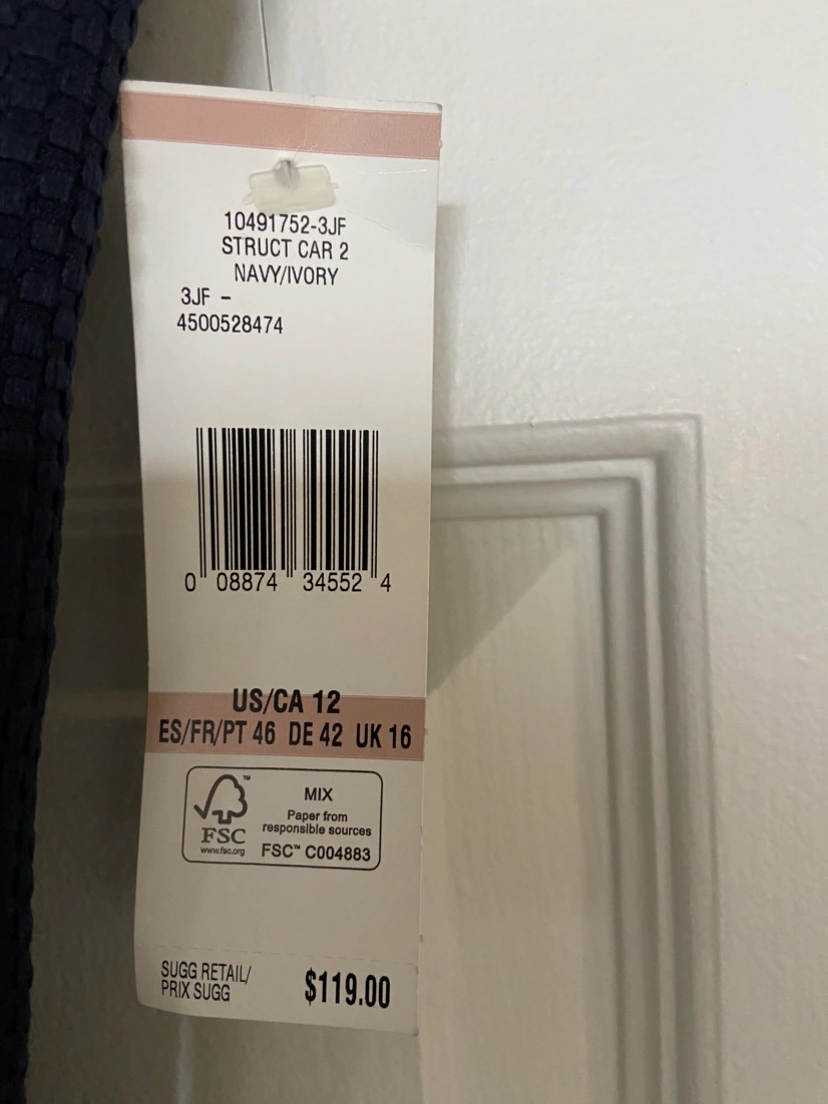 10491752-3JF
STRUCT CAR 2
NAVY/IVORY
3JF -
4500528474
0 08874 34552 4
US/CA 12
ES/FR/PT 46 DE 42 UK 16
FSC™
www.fsc.org
MIX
Paper from
responsible sources
FSC™ C004883
SUGG RETAIL/
PRIX SUGG
$119.00